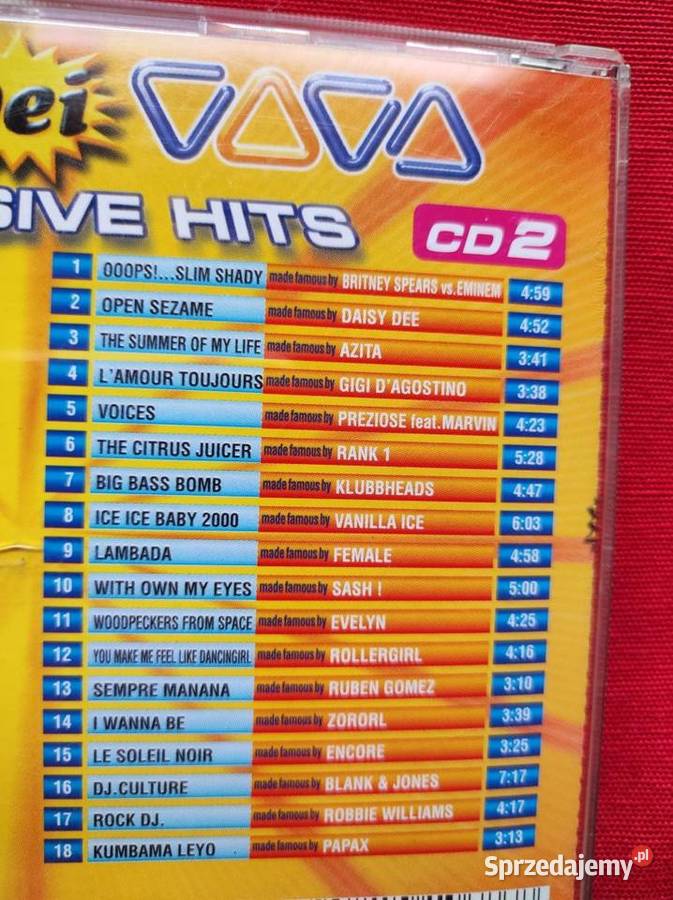 ei
VIVA
SIVE HITS
CD2
1 OOOPS!...SLIM SHADY made famous by BRITNEY SPEARS vs. EMINEM 4:59
2 OPEN SEZAME made famous by DAISY DEE 4:52
3 THE SUMMER OF MY LIFE made famous by AZITA 3:41
4 L'AMOUR TOUJOURS made famous by GIGI D'AGOSTINO 3:38
5 VOICES made famous by PREZIOSE feat. MARVIN 4:23
6 THE CITRUS JUICER made famous by RANK 1 5:28
7 BIG BASS BOMB made famous by KLUBBHEADS 4:47
8 ICE ICE BABY 2000 made famous by VANILLA ICE 6:03
9 LAMBADA made famous by FEMALE 4:58
10 WITH OWN MY EYES made famous by SASH ! 5:00
11 WOODPECKERS FROM SPACE made famous by EVELYN 4:25
12 YOU MAKE ME FEEL LIKE DANCINGIRL made famous by ROLLERGIRL 4:16
13 SEMPRE MANANA made famous by RUBEN GOMEZ 3:10
14 I WANNA BE made famous by ZORORL 3:39
15 LE SOLEIL NOIR made famous by ENCORE 3:25
16 DJ.CULTURE made famous by BLANK & JONES 7:17
17 ROCK DJ. made famous by ROBBIE WILLIAMS 4:17
18 KUMBAMA LEYO made famous by PAPAX 3:13
Sprzedajemy.pl